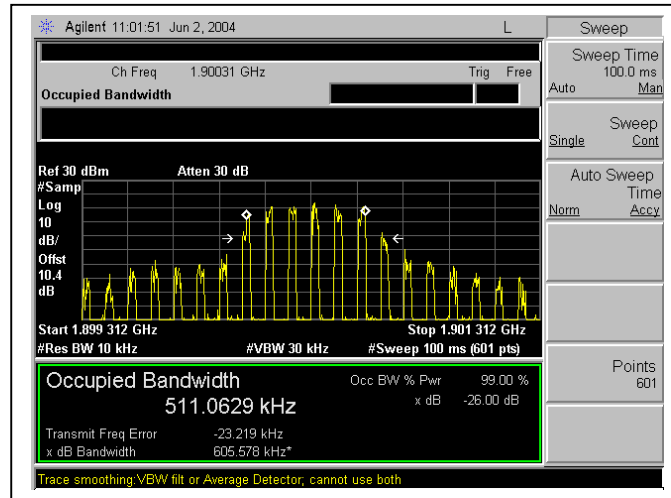 Agilent 11:01:51 Jun 2, 2004 L
Ch Freq 1.90031 GHz Trig Free
Occupied Bandwidth
Ref 30 dBm Atten 30 dB
#Samp
Log
10
dB/
Offst
10.4
dB
Start 1.899 312 GHz Stop 1.901 312 GHz
#Res BW 10 kHz #VBW 30 kHz #Sweep 100 ms (601 pts)
Occupied Bandwidth Occ BW % Pwr 99.00 %
511.0629 kHz x dB -26.00 dB
Transmit Freq Error -23.219 kHz
x dB Bandwidth 605.578 kHz*
Trace smoothing:VBW filt or Average Detector; cannot use both
Sweep
Sweep Time
100.0 ms
Auto Man
Sweep
Single Cont
Auto Sweep
Time
Norm Accy
Points
601